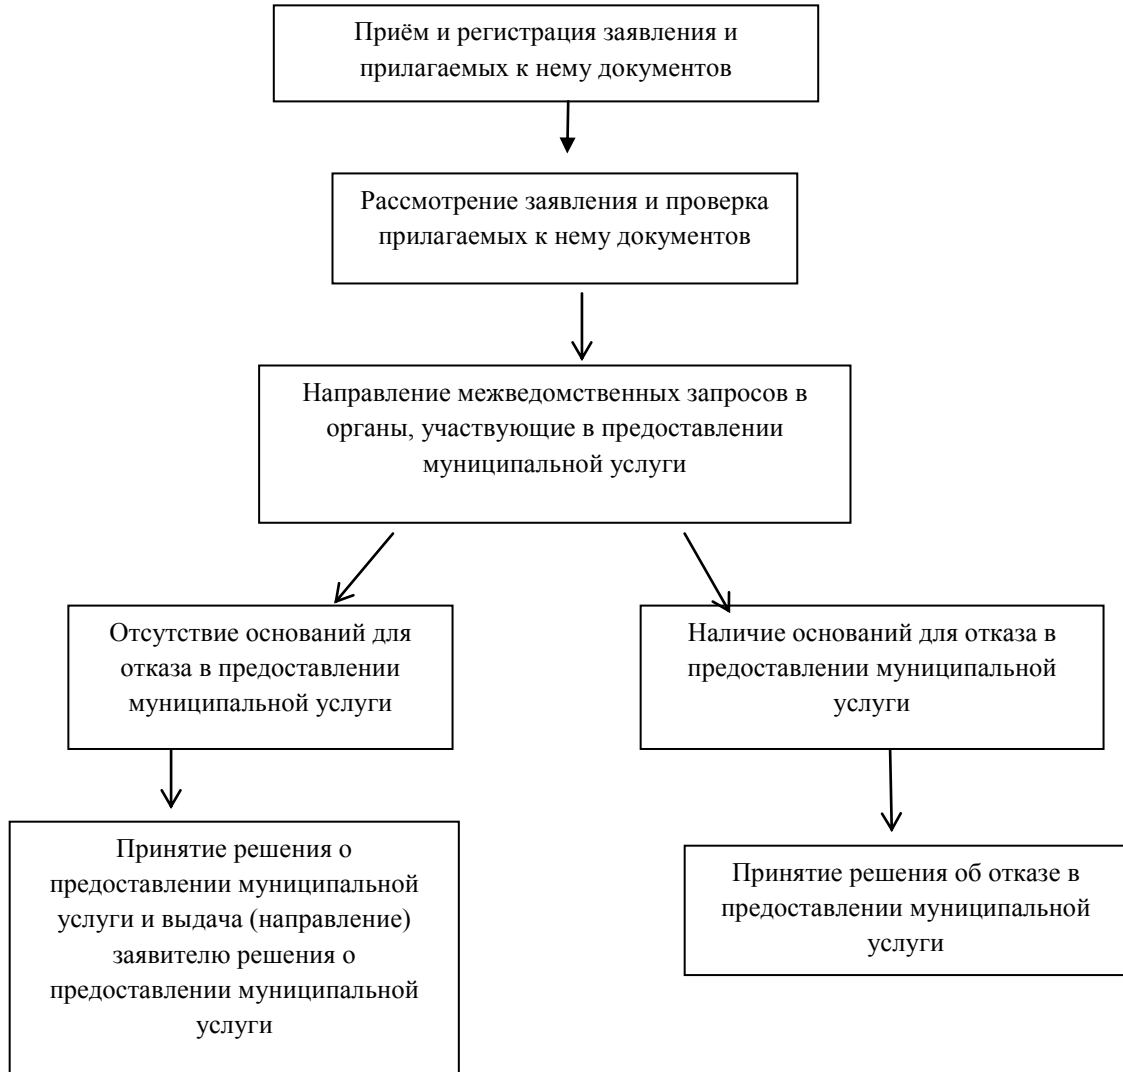 Приём и регистрация заявления и
прилагаемых к нему документов
Рассмотрение заявления и проверка
прилагаемых к нему документов
Направление межведомственных запросов в
органы, участвующие в предоставлении
муниципальной услуги
Отсутствие оснований для
отказа в предоставлении
муниципальной услуги
Наличие оснований для отказа в
предоставлении муниципальной
услуги
Принятие решения о
предоставлении муниципальной
услуги и выдача (направление)
заявителю решения о
предоставлении муниципальной
услуги
Принятие решения об отказе в
предоставлении муниципальной
услуги